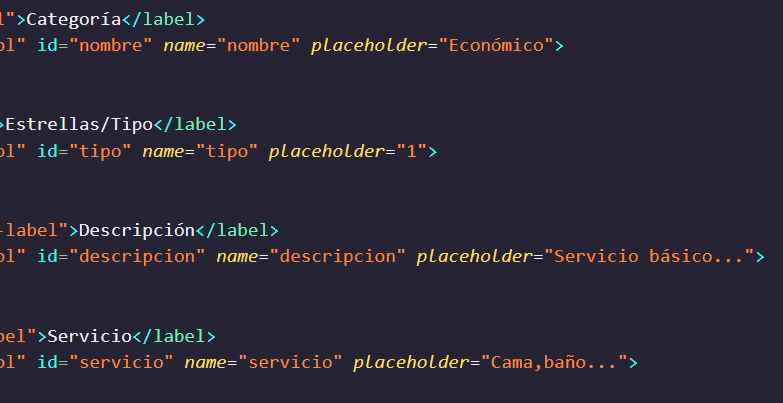 l">Categoría</label>
ol" id="nombre" name="nombre" placeholder="Económico">
>Estrellas/Tipo</label>
ol" id="tipo" name="tipo" placeholder="1">
-label">Descripción</label>
ol" id="descripcion" name="descripcion" placeholder="Servicio básico...">
bel">Servicio</label>
ol" id="servicio" name="servicio" placeholder="Cama,baño...">